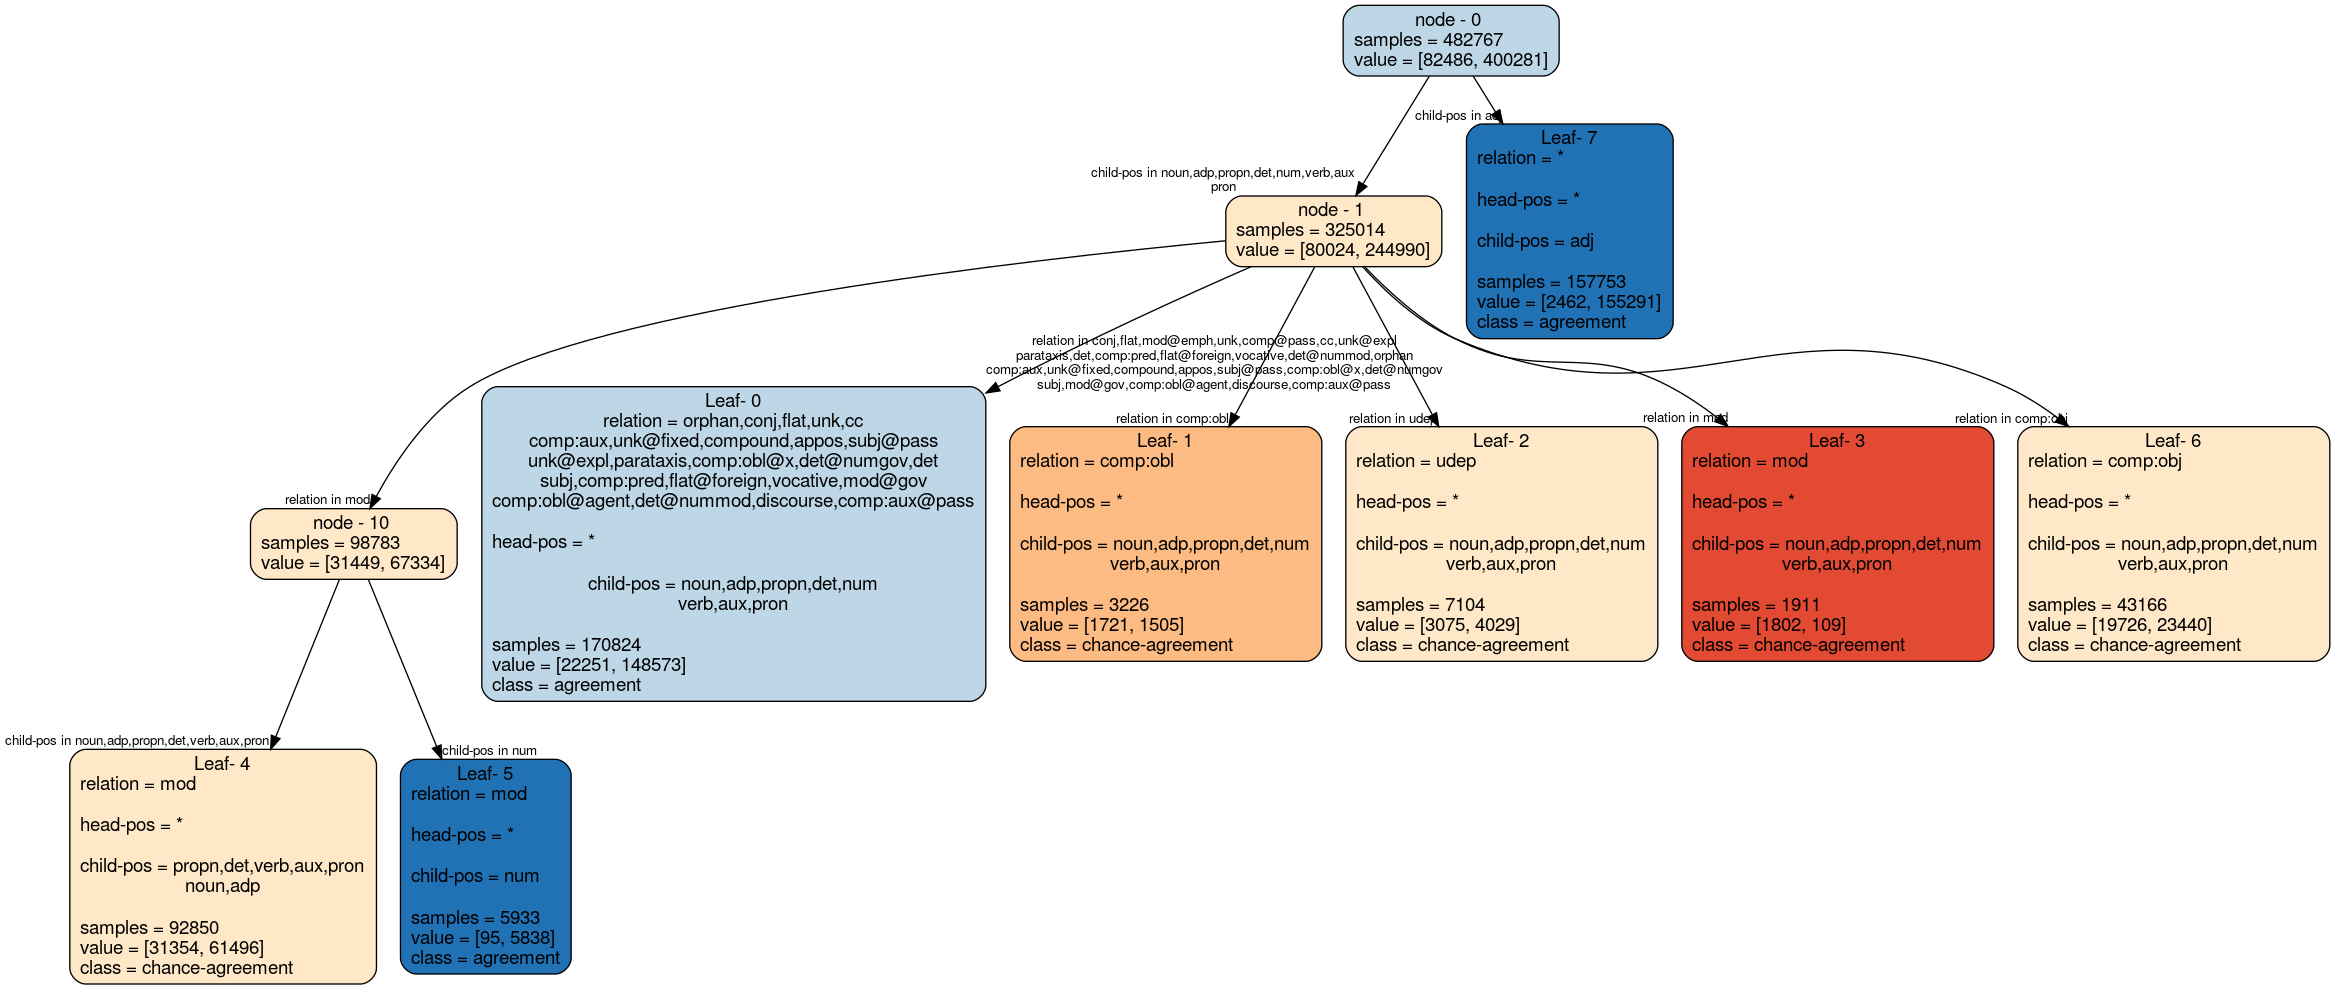 node - 0
samples = 482767
value = [82486, 400281]
child-pos in adj
Leaf- 7
relation = *
head-pos = *
child-pos = adj
samples = 157753
value = [2462, 155291]
class = agreement
child-pos in noun,adp,propn,det,num,verb,aux
pron
node - 1
samples = 325014
value = [80024, 244990]
relation in conj,flat,mod@emph,unk,comp@pass,cc,unk@expl
parataxis,det,comp:pred,flat@foreign,vocative,det@nummod,orphan
comp:aux,unk@fixed,compound,appos,subj@pass,comp:obl@x,det@numgov
subj,mod@gov,comp:obl@agent,discourse,comp:aux@pass
relation in mod
node - 10
samples = 98783
value = [31449, 67334]
Leaf- 0
relation = orphan,conj,flat,unk,cc
comp:aux,unk@fixed,compound,appos,subj@pass
unk@expl,parataxis,comp:obl@x,det@numgov,det
subj,comp:pred,flat@foreign,vocative,mod@gov
comp:obl@agent,det@nummod,discourse,comp:aux@pass
head-pos = *
child-pos = noun,adp,propn,det,num
verb,aux,pron
samples = 170824
value = [22251, 148573]
class = agreement
relation in comp:obl
Leaf- 1
relation = comp:obl
head-pos = *
child-pos = noun,adp,propn,det,num
verb,aux,pron
samples = 3226
value = [1721, 1505]
class = chance-agreement
relation in udep
Leaf- 2
relation = udep
head-pos = *
child-pos = noun,adp,propn,det,num
verb,aux,pron
samples = 7104
value = [3075, 4029]
class = chance-agreement
relation in mod
Leaf- 3
relation = mod
head-pos = *
child-pos = noun,adp,propn,det,num
verb,aux,pron
samples = 1911
value = [1802, 109]
class = chance-agreement
relation in comp:obj
Leaf- 6
relation = comp:obj
head-pos = *
child-pos = noun,adp,propn,det,num
verb,aux,pron
samples = 43166
value = [19726, 23440]
class = chance-agreement
child-pos in noun,adp,propn,det,verb,aux,pron
Leaf- 4
relation = mod
head-pos = *
child-pos = propn,det,verb,aux,pron
noun,adp
samples = 92850
value = [31354, 61496]
class = chance-agreement
child-pos in num
Leaf- 5
relation = mod
head-pos = *
child-pos = num
samples = 5933
value = [95, 5838]
class = agreement